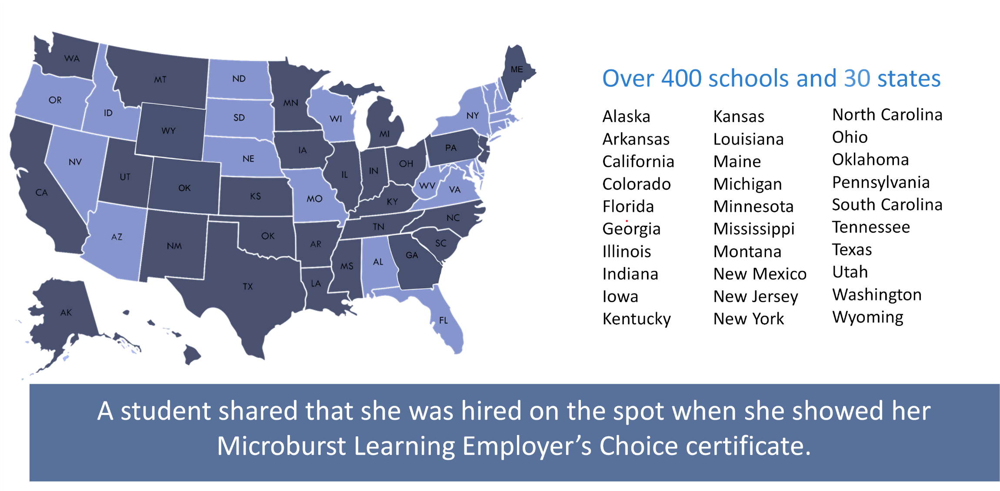 WA
MT
ND
MN
ME
OR
ID
SD
WI
NY
WY
MI
IA
PA
NV
NE
IL
IN
OH
UT
CA
OK
KS
MO
KY
WV
VA
AZ
NM
OK
AR
TN
NC
SC
GA
MS
AL
LA
TX
AK
FL
Over 400 schools and 30 states
Alaska
Arkansas
California
Colorado
Florida
Georgia
Illinois
Indiana
Iowa
Kentucky
Kansas
Louisiana
Maine
Michigan
Minnesota
Mississippi
Montana
New Mexico
New Jersey
New York
North Carolina
Ohio
Oklahoma
Pennsylvania
South Carolina
Tennessee
Texas
Utah
Washington
Wyoming
A student shared that she was hired on the spot when she showed her
Microburst Learning Employer’s Choice certificate.